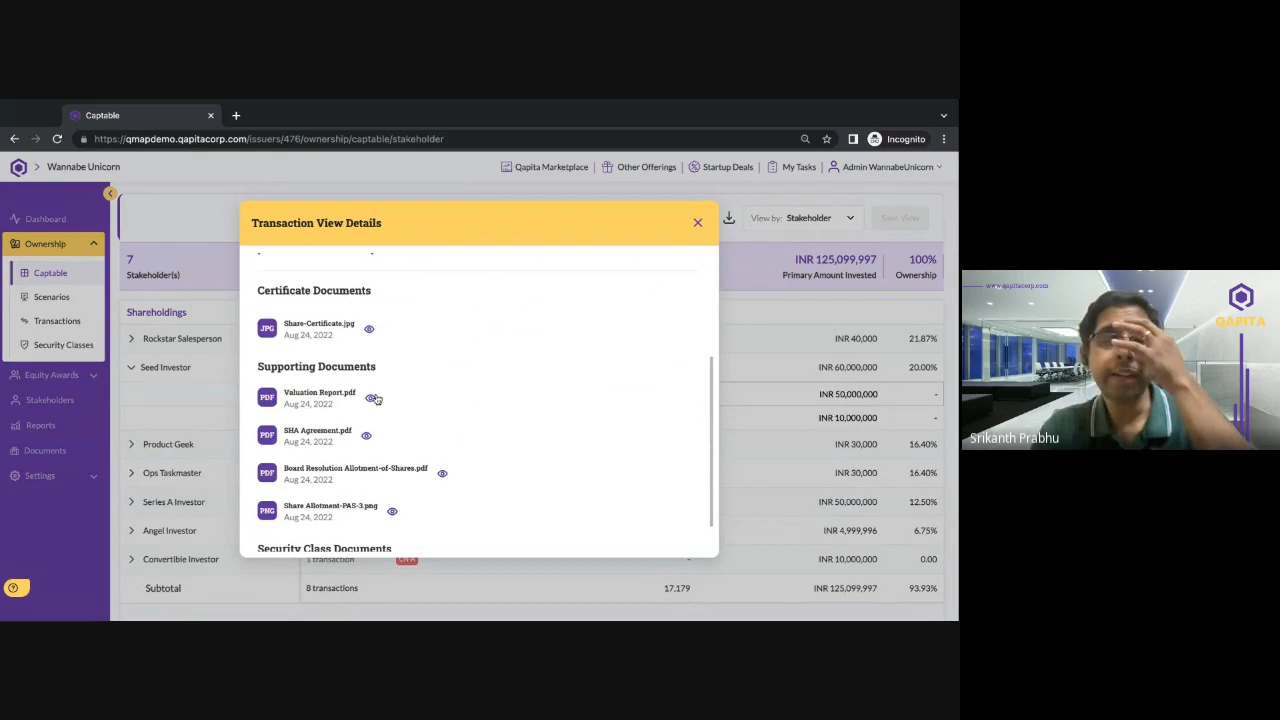 Captable
https://qmapdemo.qapitacorp.com/issuers/476/ownership/captable/stakeholder
Incognito
Wannabe Unicorn
Qapita Marketplace
Other Offerings
Startup Deals
My Tasks
Admin WannabeUnicorn
Dashboard
Ownership
Captable
Scenarios
Transactions
Security Classes
Equity Awards
Stakeholders
Reports
Documents
Settings
View by: Stakeholder
Save View
7
Stakeholder(s)
INR 125,099,997
Primary Amount Invested
100%
Ownership
Shareholdings
Rockstar Salesperson
INR 40,000
21.87%
Seed Investor
INR 60,000,000
20.00%
INR 50,000,000
-
INR 10,000,000
-
Product Geek
INR 30,000
16.40%
Ops Taskmaster
INR 30,000
16.40%
Series A Investor
INR 50,000,000
12.50%
Angel Investor
INR 4,999,996
6.75%
Convertible Investor
1 transaction
-
INR 10,000,000
0.00
Subtotal
8 transactions
17,179
INR 125,099,997
93.93%
Transaction View Details
-
-
Certificate Documents
JPG
Share-Certificate.jpg
Aug 24, 2022
Supporting Documents
PDF
Valuation Report.pdf
Aug 24, 2022
PDF
SHA Agreement.pdf
Aug 24, 2022
PDF
Board Resolution Allotment-of-Shares.pdf
Aug 24, 2022
PNG
Share Allotment-PAS-3.png
Aug 24, 2022
Security Class Documents
www.qapitacorp.com
QAPITA
Srikanth Prabhu